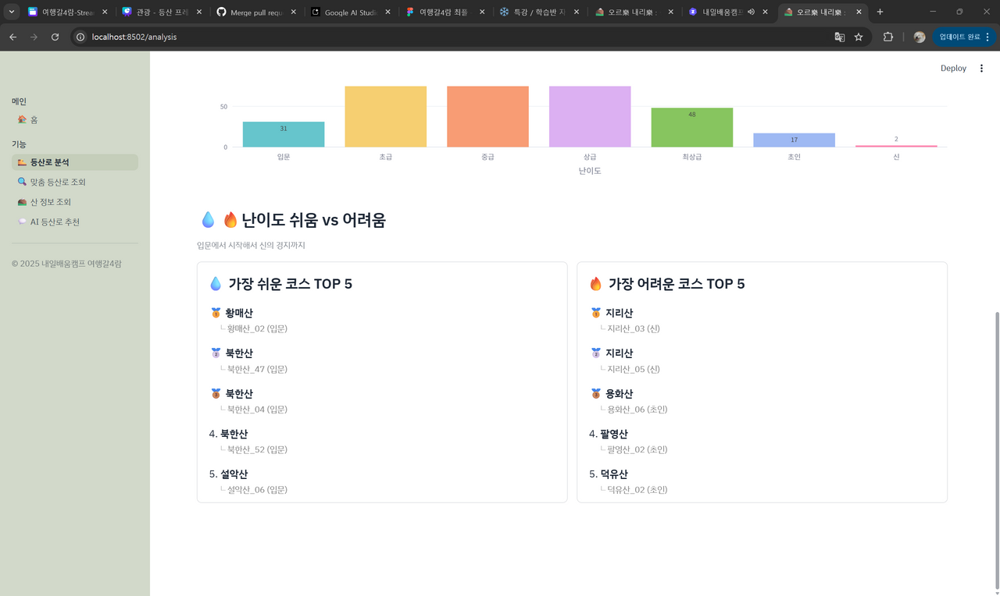 여행갈4람-Strean
관광 - 등산 프레
Merge pull requ
Google AI Studi
여행갈4람 최플
특강 / 학습반 지
오르樂 내리樂 :
내일배움캠프
오르樂 내리樂 :
localhost:8502/analysis
업데이트 완료
Deploy
메인
홈
기능
등산로 분석
맞춤 등산로 조회
산 정보 조회
AI 등산로 추천
© 2025 내일배움캠프 여행갈4람
50
0
31
48
17
2
입문
초급
중급
상급
최상급
초인
신
난이도
난이도 쉬움 vs 어려움
입문에서 시작해서 신의 경지까지
가장 쉬운 코스 TOP 5
1 황매산
└ 황매산_02 (입문)
2 북한산
└ 북한산_47 (입문)
3 북한산
└ 북한산_04 (입문)
4. 북한산
└ 북한산_52 (입문)
5. 설악산
└ 설악산_06 (입문)
가장 어려운 코스 TOP 5
1 지리산
└ 지리산_03 (신)
2 지리산
└ 지리산_05 (신)
3 용화산
└ 용화산_06 (초인)
4. 팔영산
└ 팔영산_02 (초인)
5. 덕유산
└ 덕유산_02 (초인)